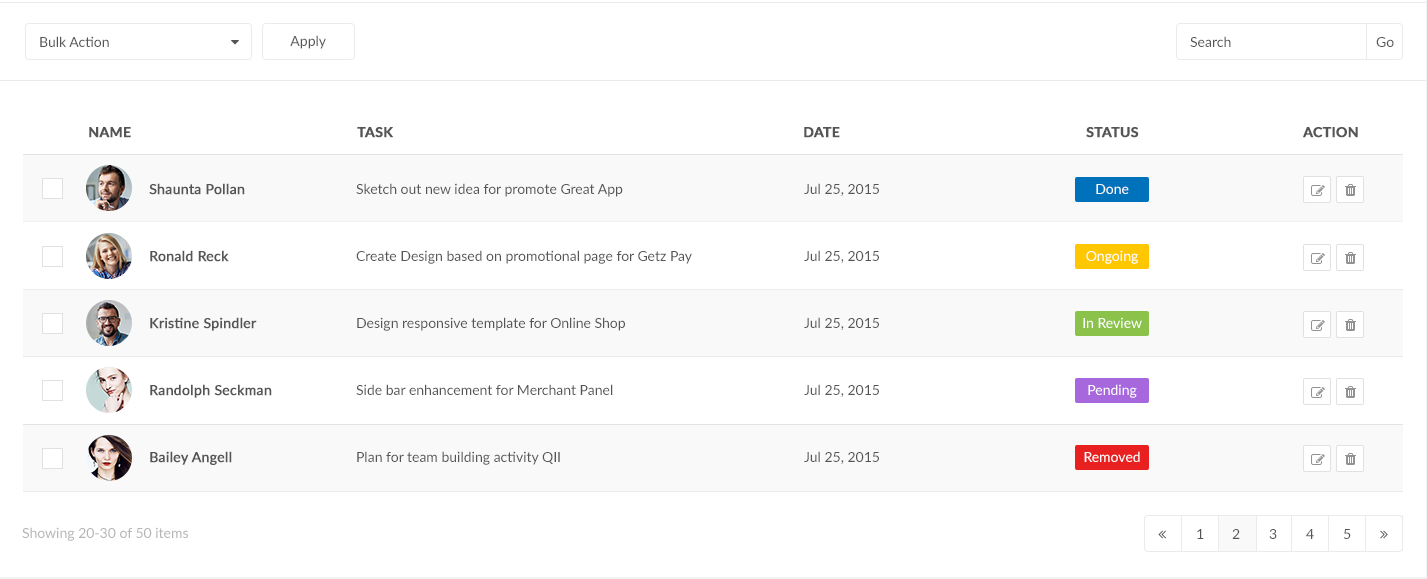 Bulk Action Apply Search Go
NAME TASK DATE STATUS ACTION
Shaunta Pollan Sketch out new idea for promote Great App Jul 25, 2015 Done
Ronald Reck Create Design based on promotional page for Getz Pay Jul 25, 2015 Ongoing
Kristine Spindler Design responsive template for Online Shop Jul 25, 2015 In Review
Randolph Seckman Side bar enhancement for Merchant Panel Jul 25, 2015 Pending
Bailey Angell Plan for team building activity QII Jul 25, 2015 Removed
Showing 20-30 of 50 items « 1 2 3 4 5 »